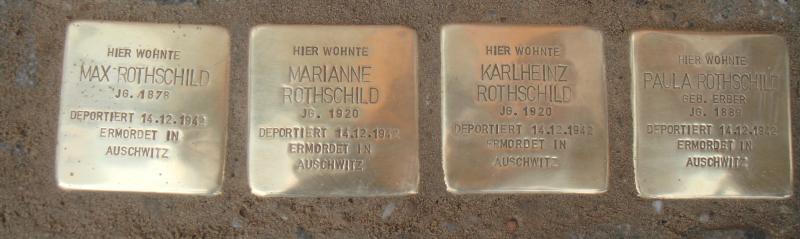 HIER WOHNTE
MAX ROTHSCHILD
JG. 1878
DEPORTIERT 14.12.1942
ERMORDET IN
AUSCHWITZ
HIER WOHNTE
MARIANNE
ROTHSCHILD
JG. 1920
DEPORTIERT 14.12.1942
ERMORDET IN
AUSCHWITZ
HIER WOHNTE
KARLHEINZ
ROTHSCHILD
JG. 1920
DEPORTIERT 14.12.1942
ERMORDET IN
AUSCHWITZ
HIER WOHNTE
PAULA ROTHSCHILD
GEB. ERBER
JG. 1889
DEPORTIERT 14.12.1942
ERMORDET IN
AUSCHWITZ